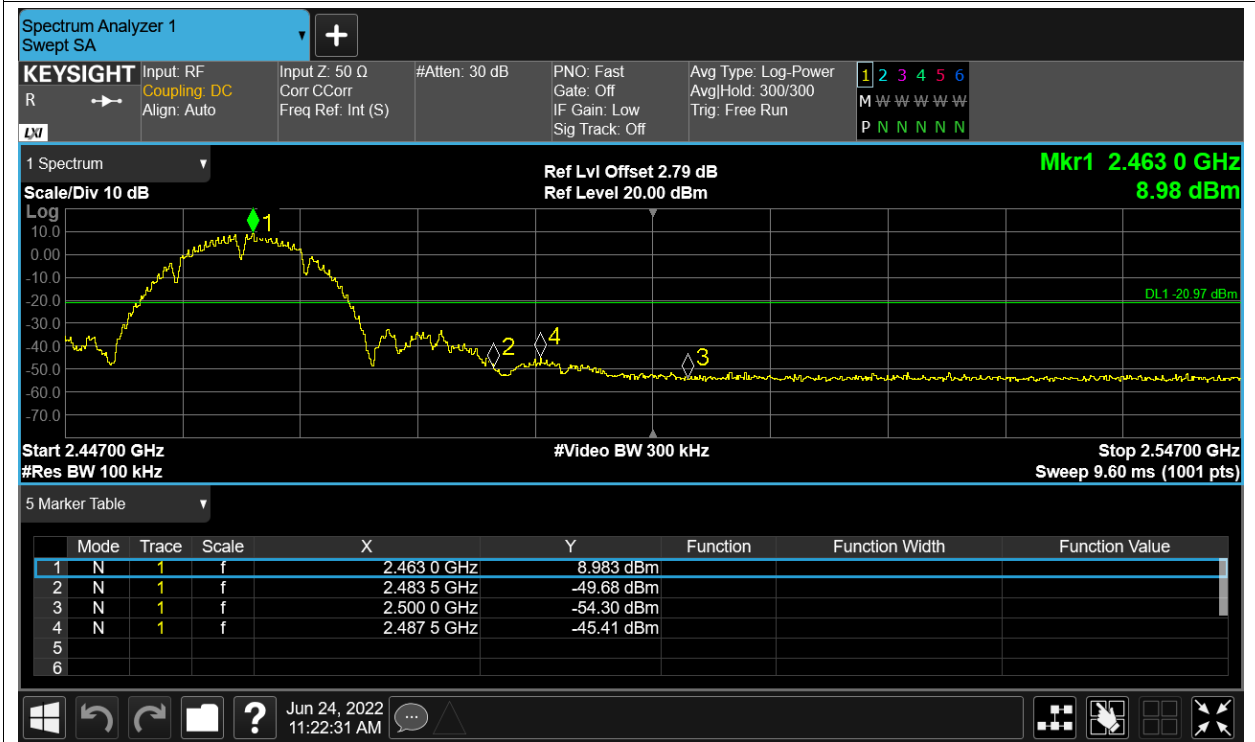 Spectrum Analyzer 1
Swept SA
KEYSIGHT
R
LXI
Input: RF
Coupling: DC
Align: Auto
Input Z: 50 Ω
Corr CCorr
Freq Ref: Int (S)
#Atten: 30 dB
PNO: Fast
Gate: Off
IF Gain: Low
Sig Track: Off
Avg Type: Log-Power
Avg|Hold: 300/300
Trig: Free Run
1 2 3 4 5 6
M W W W W W
P N N N N N
1 Spectrum
Scale/Div 10 dB
Ref Lvl Offset 2.79 dB
Ref Level 20.00 dBm
Mkr1 2.463 0 GHz
8.98 dBm
Log
10.0
0.00
-10.0
-20.0
-30.0
-40.0
-50.0
-60.0
-70.0
1
2
4
3
DL1 -20.97 dBm
Start 2.44700 GHz
#Res BW 100 kHz
#Video BW 300 kHz
Stop 2.54700 GHz
Sweep 9.60 ms (1001 pts)
5 Marker Table
Mode Trace Scale X Y Function Function Width Function Value
1 N 1 f 2.463 0 GHz 8.983 dBm
2 N 1 f 2.483 5 GHz -49.68 dBm
3 N 1 f 2.500 0 GHz -54.30 dBm
4 N 1 f 2.487 5 GHz -45.41 dBm
5
6
?
Jun 24, 2022
11:22:31 AM